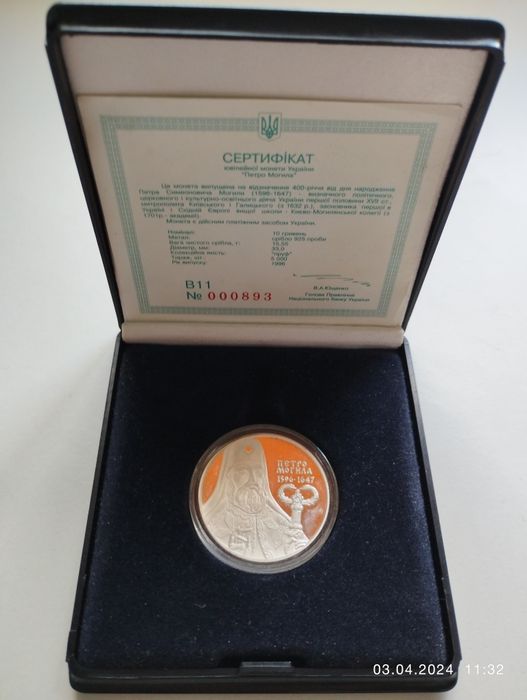 СЕРТИФІКАТ
ювілейної монети України
"Петро Могила"
Ця монета випущена на відзначення 400-річчя від дня народження
Петра Симеоновича Могили (1596-1647) - визначного політичного,
церковного і культурно-освітнього діяча України першої половини XVII ст.,
митрополита Київського і Галицького (з 1632 р.), засновника першої в
Україні і Східній Європі вищої школи - Києво-Могилянської колегії (з
1701р - академії).
Монета є дійсним платіжним засобом України.
Номінал: 10 гривень
Метал: срібло 925 проби
Вага чистого срібла, г: 15,55
Діаметр, мм: 33,0
Колекційна якість: "пруф"
Тираж, шт.: 5 000
Рік випуску: 1996
В.А.Ющенко
В11
Голова Правління
№ 000893
Національного банку України
ПЕТРО
МОГИЛА
1596-1647
03.04.2024 11:32